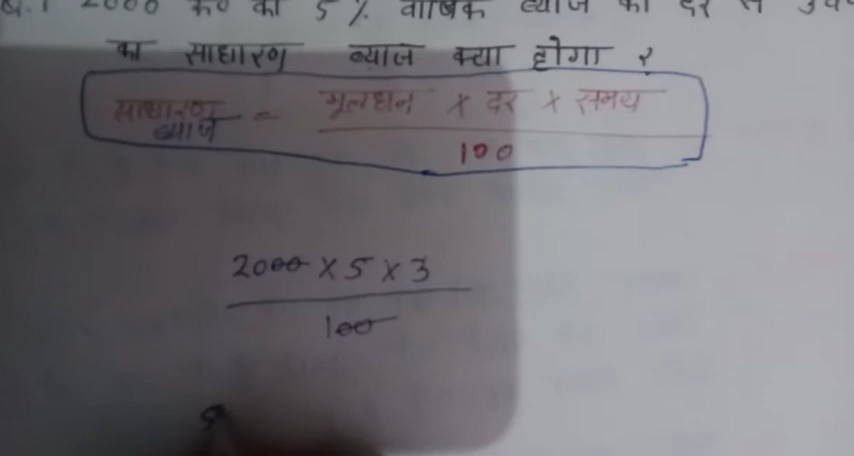 2000 रु० का 5 % वार्षिक ब्याज की दर से
का साधारण ब्याज क्या होगा ?
साधारण ब्याज = मूलधन × दर × समय
100
2000 × 5 × 3
100